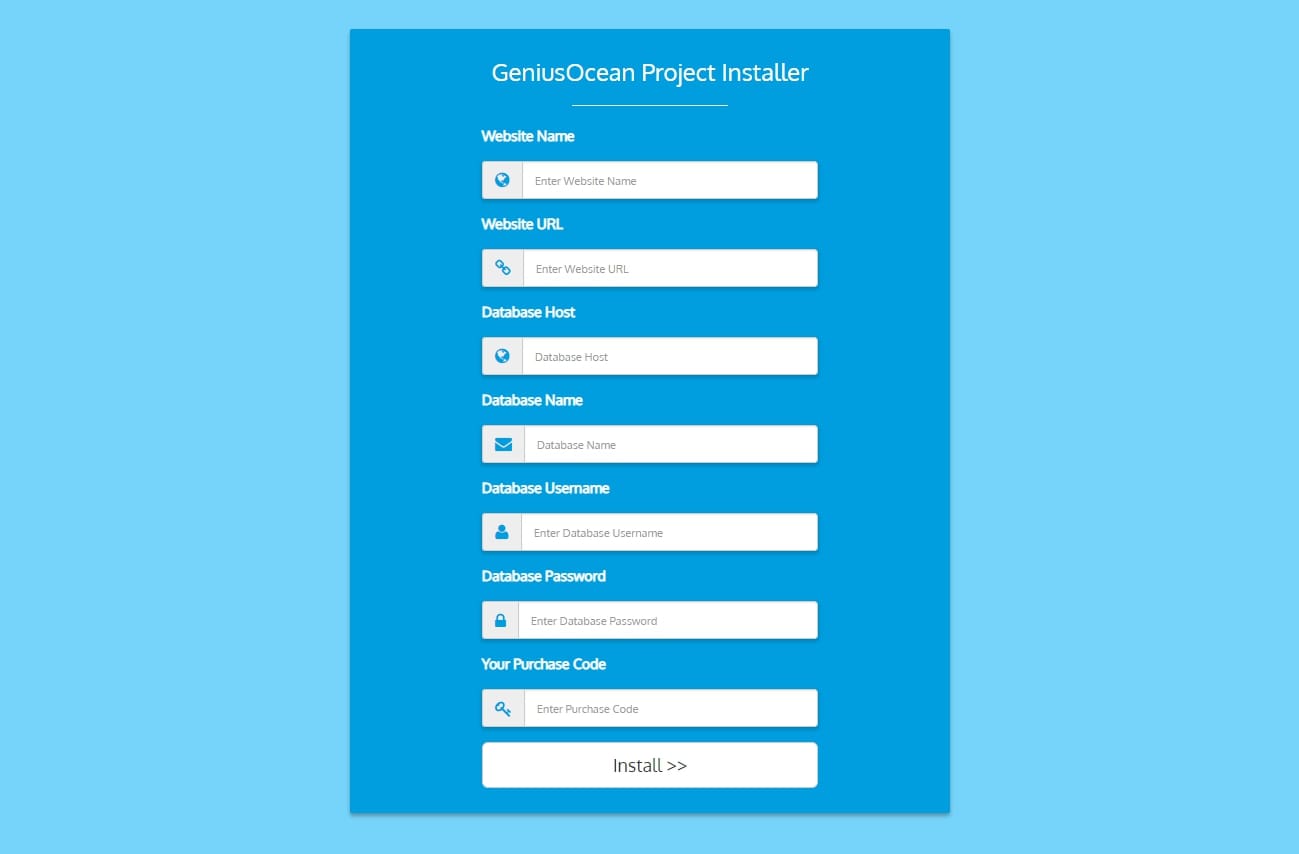 GeniusOcean Project Installer
Website Name
Enter Website Name
Website URL
Enter Website URL
Database Host
Database Host
Database Name
Database Name
Database Username
Enter Database Username
Database Password
Enter Database Password
Your Purchase Code
Enter Purchase Code
Install >>